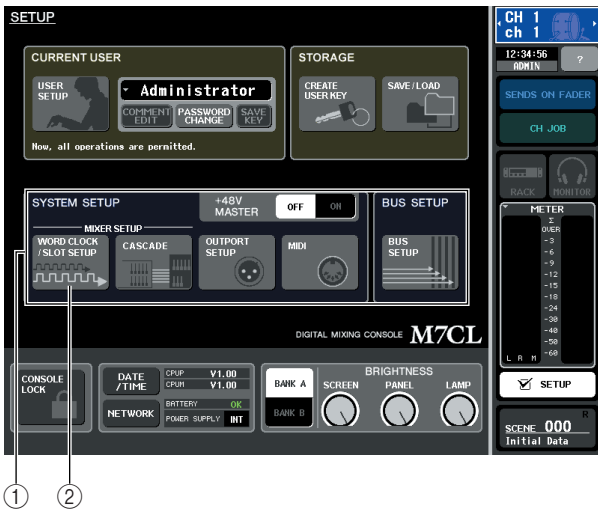 SETUP
CURRENT USER
USER SETUP
Administrator
COMMENT EDIT
PASSWORD CHANGE
SAVE KEY
Now, all operations are permitted.
STORAGE
CREATE USER KEY
SAVE/LOAD
SYSTEM SETUP
+48V MASTER
OFF
ON
MIXER SETUP
WORD CLOCK /SLOT SETUP
CASCADE
OUTPORT SETUP
MIDI
BUS SETUP
BUS SETUP
DIGITAL MIXING CONSOLE M7CL
CONSOLE LOCK
DATE /TIME
CPUP V1.00
CPUM V1.00
NETWORK
BATTERY OK
POWER SUPPLY INT
BANK A
BANK B
BRIGHTNESS
SCREEN
PANEL
LAMP
CH 1
ch 1
12:34:56
ADMIN
?
SENDS ON FADER
CH JOB
RACK
MONITOR
METER
Σ
OVER
-3
-6
-9
-12
-15
-18
-24
-30
-40
-50
-60
L R M
SETUP
R
SCENE 000
Initial Data
1
2